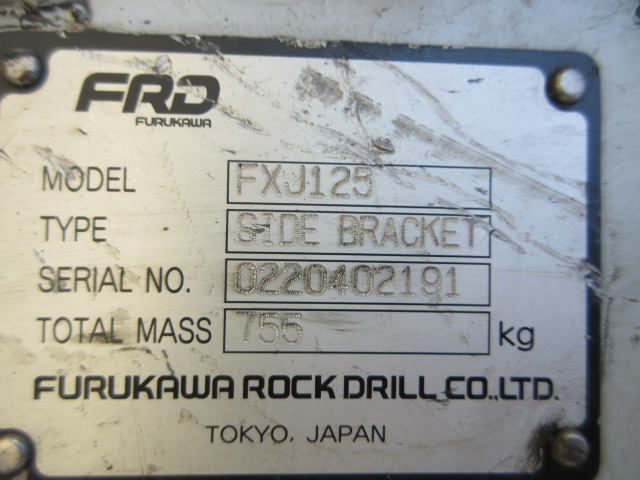 FRD
FURUKAWA
MODEL FXJ125
TYPE SIDE BRACKET
SERIAL NO. 0220402191
TOTAL MASS 755 kg
FURUKAWA ROCK DRILL CO.,LTD.
TOKYO, JAPAN